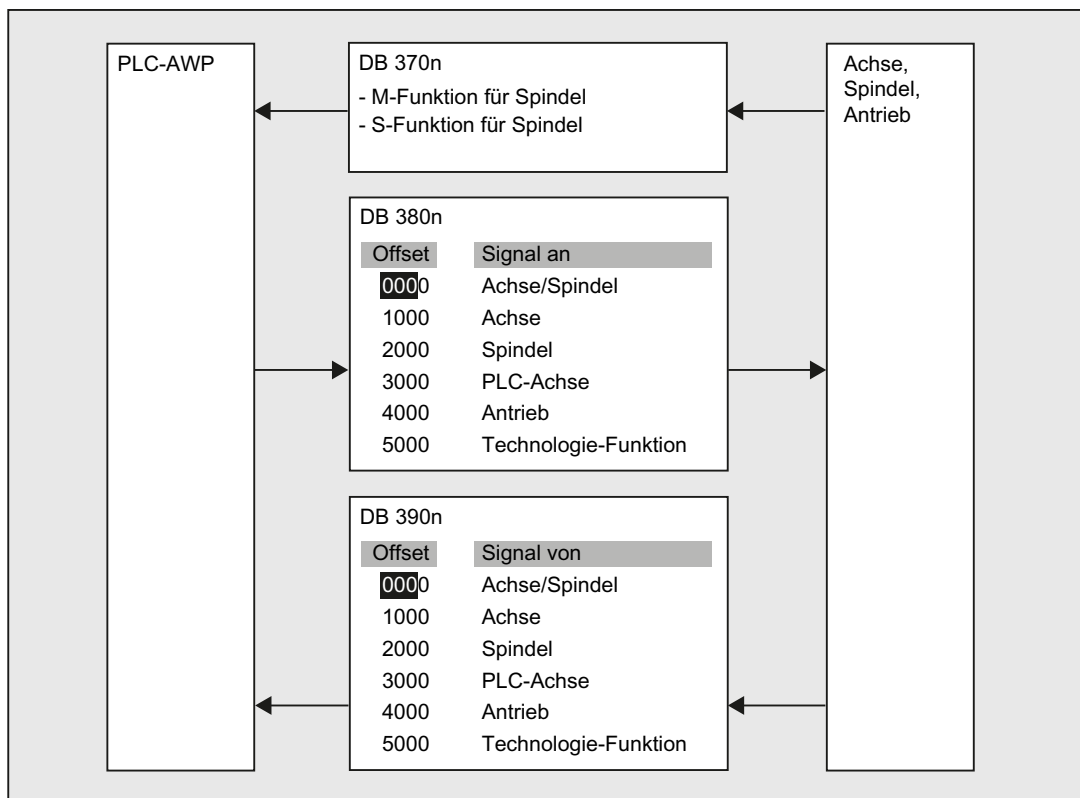 PLC-AWP
DB 370n
- M-Funktion für Spindel
- S-Funktion für Spindel
Achse,
Spindel,
Antrieb
DB 380n
Offset Signal an
0000 Achse/Spindel
1000 Achse
2000 Spindel
3000 PLC-Achse
4000 Antrieb
5000 Technologie-Funktion
DB 390n
Offset Signal von
0000 Achse/Spindel
1000 Achse
2000 Spindel
3000 PLC-Achse
4000 Antrieb
5000 Technologie-Funktion